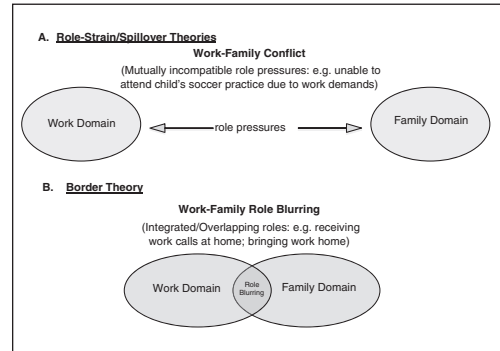 A. Role-Strain/Spillover Theories
Work-Family Conflict
(Mutually incompatible role pressures: e.g. unable to
attend child's soccer practice due to work demands)
Work Domain
role pressures
Family Domain
B. Border Theory
Work-Family Role Blurring
(Integrated/Overlapping roles: e.g. receiving
work calls at home; bringing work home)
Work Domain
Role
Blurring
Family Domain